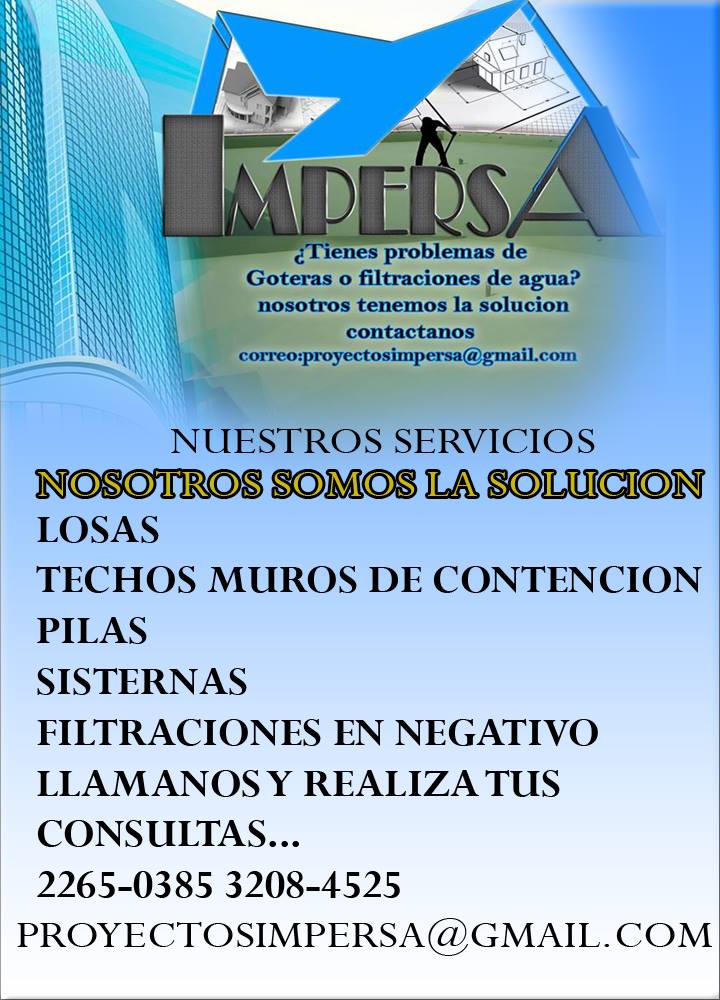 IMPERSA
¿Tienes problemas de
Goteras o filtraciones de agua?
nosotros tenemos la solucion
contactanos
correo:proyectosimpersa@gmail.com
NUESTROS SERVICIOS
NOSOTROS SOMOS LA SOLUCION
LOSAS
TECHOS MUROS DE CONTENCION
PILAS
SISTERNAS
FILTRACIONES EN NEGATIVO
LLAMANOS Y REALIZA TUS
CONSULTAS...
2265-0385 3208-4525
PROYECTOSIMPERSA@GMAIL.COM